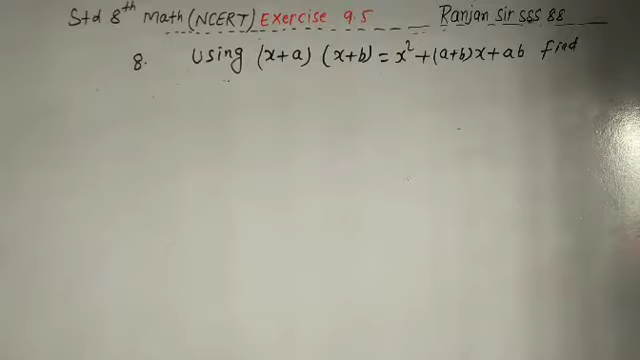 Std 8th Math (NCERT) Exercise 9.5 Ranjan Sir SSS 88
8. Using (x+a) (x+b) = x²+(a+b)x+ab find